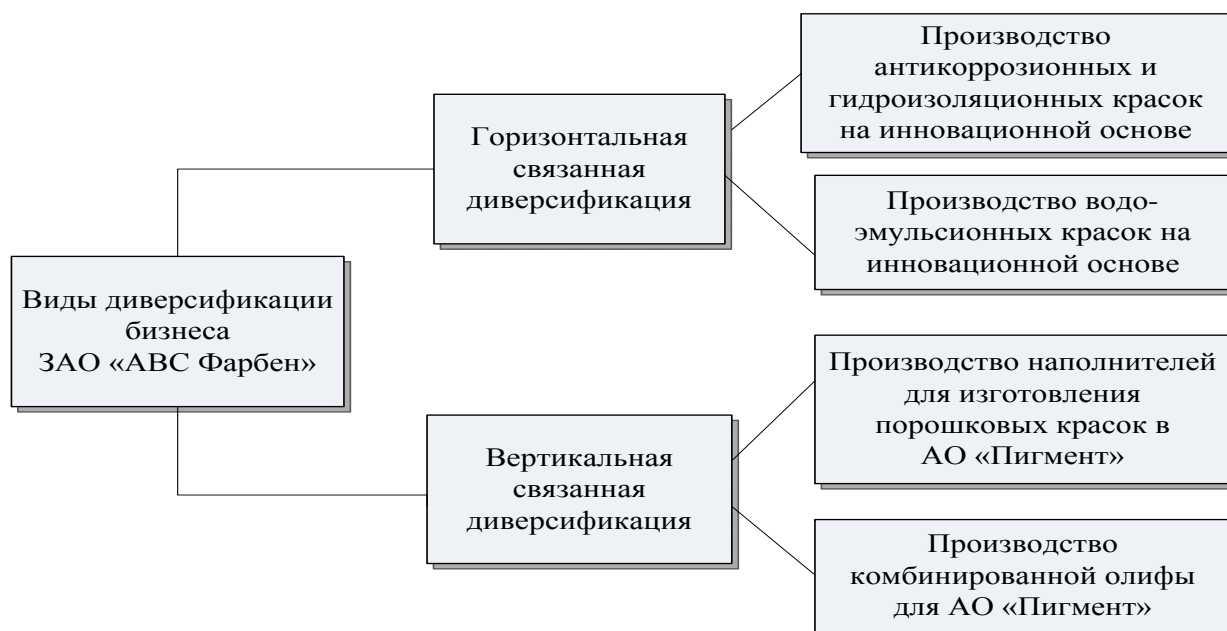 Виды диверсификации
бизнеса
ЗАО «АВС Фарбен»
Горизонтальная
связанная
диверсификация
Производство
антикоррозионных и
гидроизоляционных красок
на инновационной основе
Производство водо-
эмульсионных красок на
инновационной основе
Вертикальная
связанная
диверсификация
Производство наполнителей
для изготовления
порошковых красок в
АО «Пигмент»
Производство
комбинированной олифы
для АО «Пигмент»